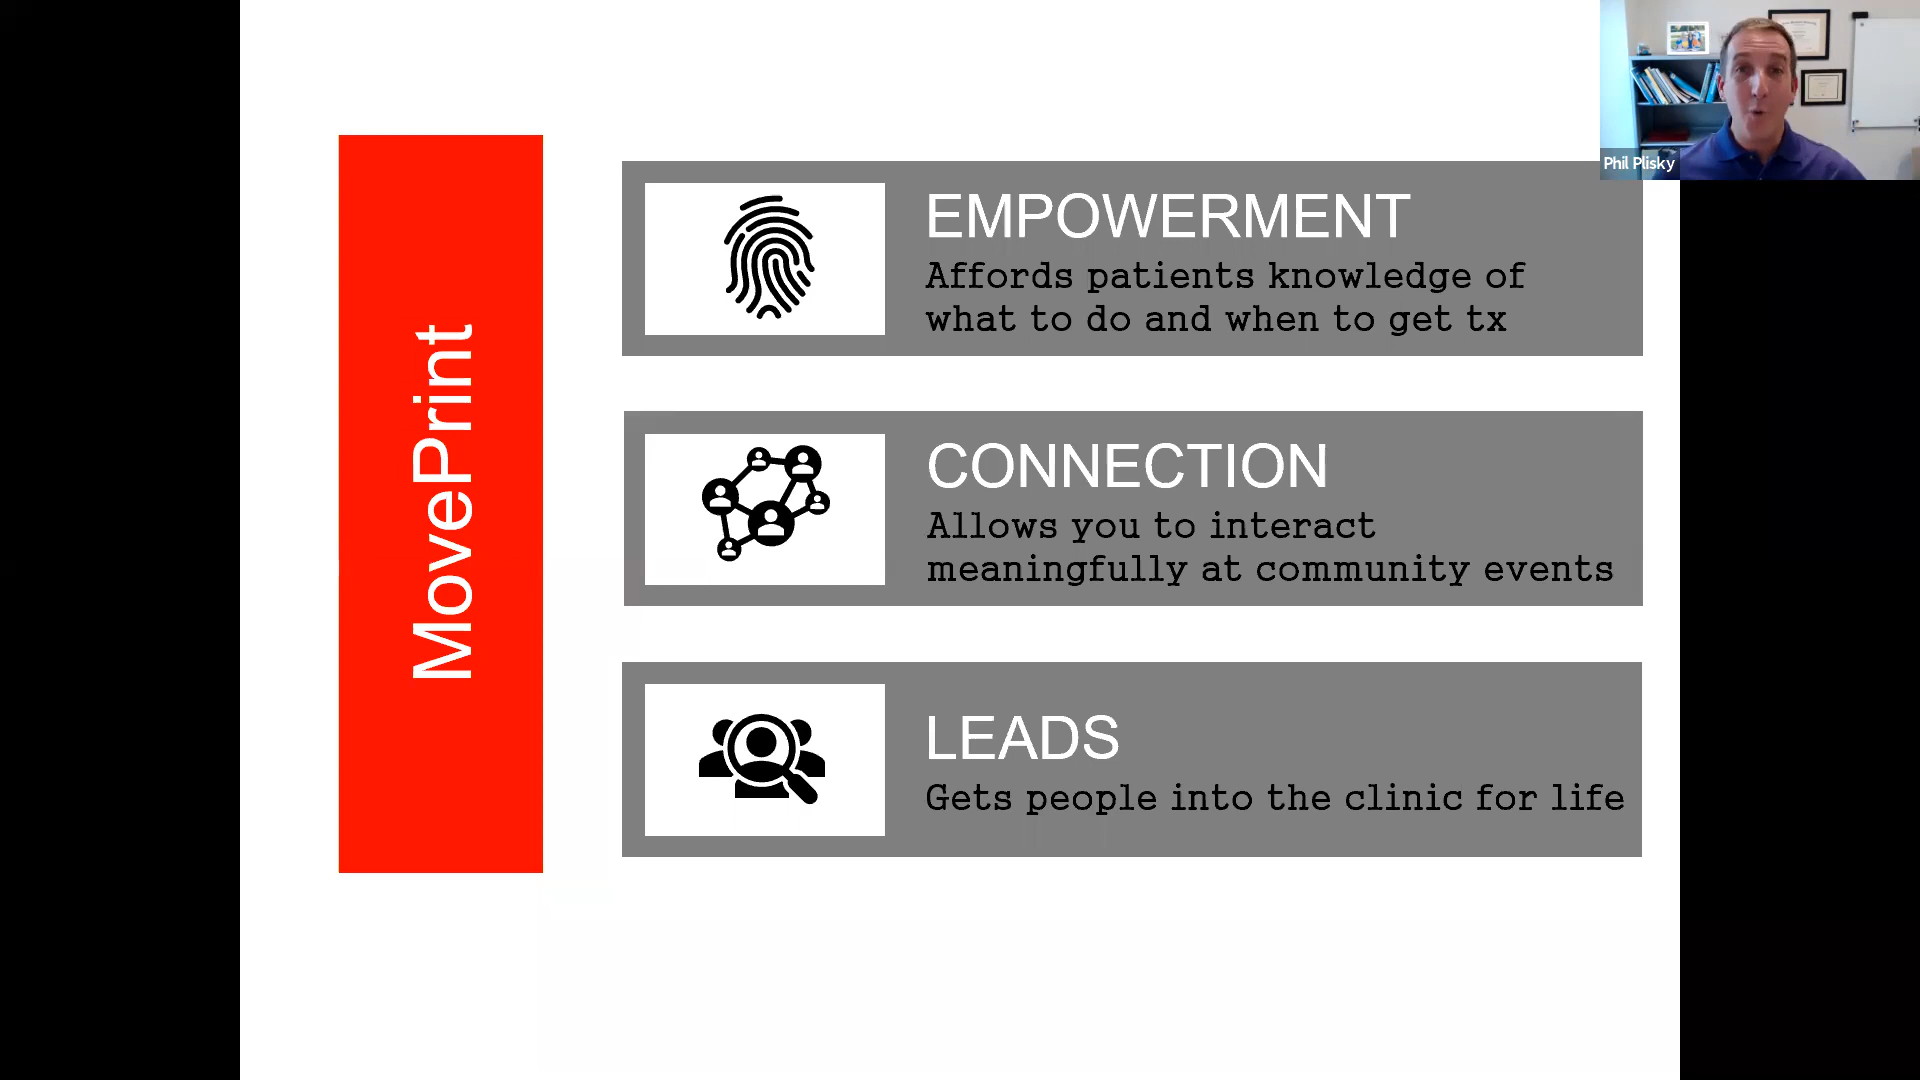 Phil Plisky
MovePrint
EMPOWERMENT
Affords patients knowledge of
what to do and when to get tx
CONNECTION
Allows you to interact
meaningfully at community events
LEADS
Gets people into the clinic for life